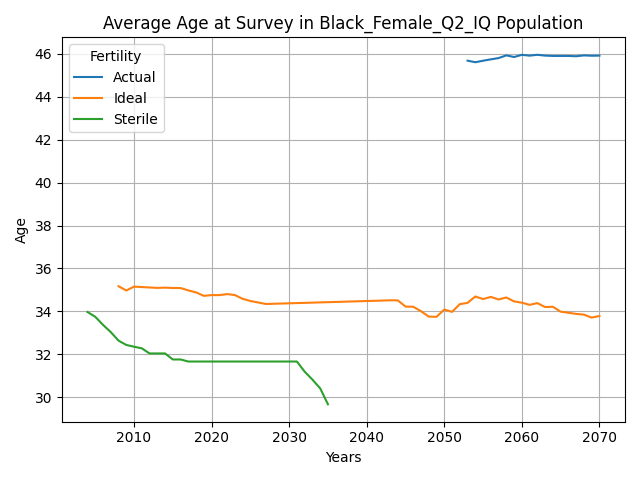 Average Age at Survey in Black_Female_Q2_IQ Population
Fertility
Actual
Ideal
Sterile
Age
46
44
42
40
38
36
34
32
30
2010 2020 2030 2040 2050 2060 2070
Years